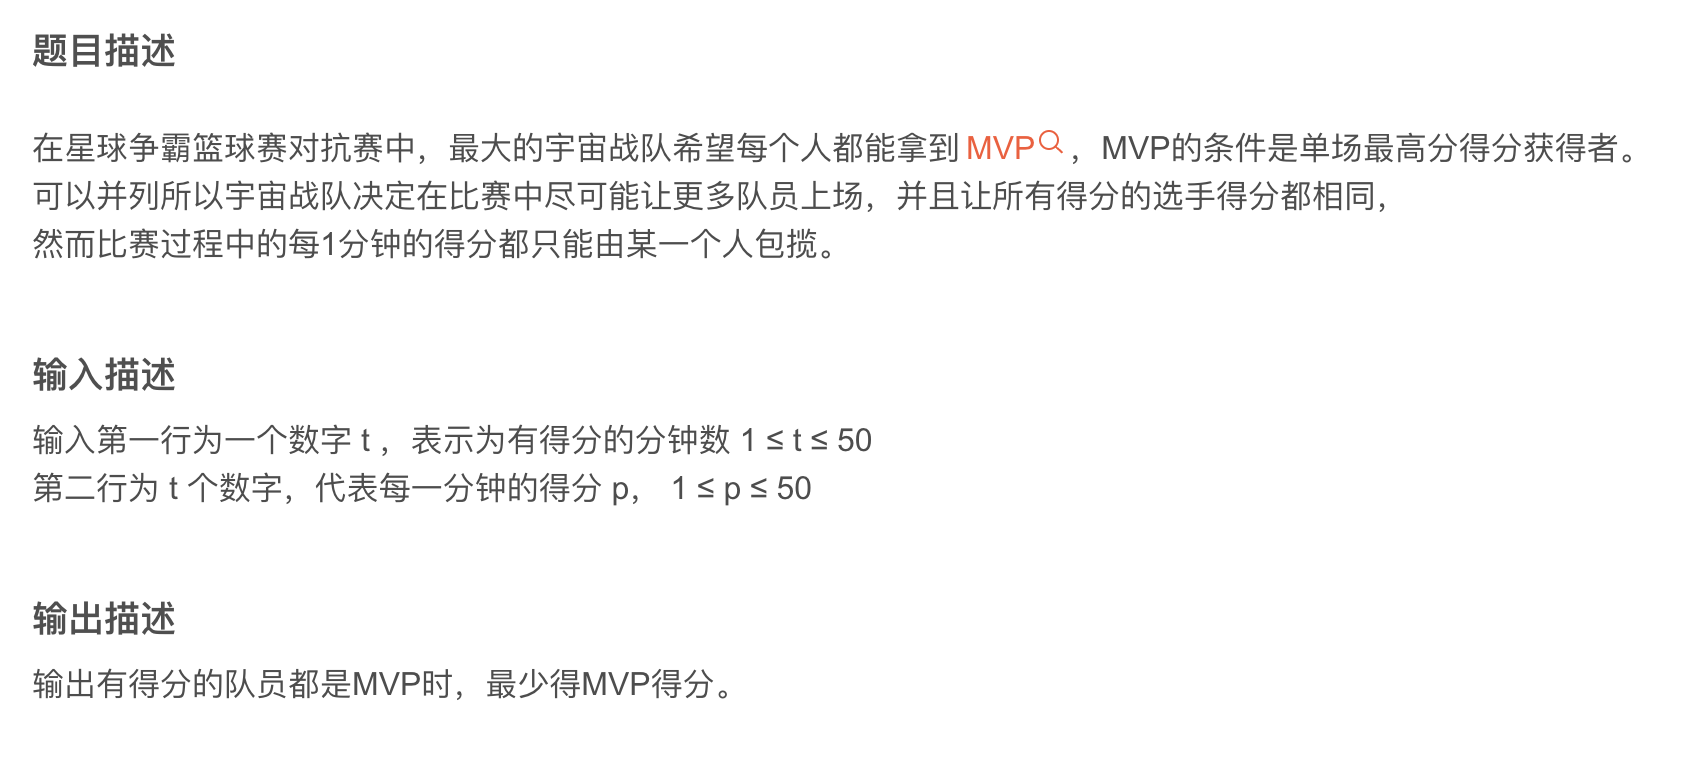 题目描述
在星球争霸篮球赛对抗赛中，最大的宇宙战队希望每个人都能拿到 MVP ，MVP的条件是单场最高分得分获得者。
可以并列所以宇宙战队决定在比赛中尽可能让更多队员上场，并且让所有得分的选手得分都相同，
然而比赛过程中的每1分钟的得分都只能由某一个人包揽。
输入描述
输入第一行为一个数字 t ，表示为有得分的分钟数 1 ≤ t ≤ 50
第二行为 t 个数字，代表每一分钟的得分 p， 1 ≤ p ≤ 50
输出描述
输出有得分的队员都是MVP时，最少得MVP得分。